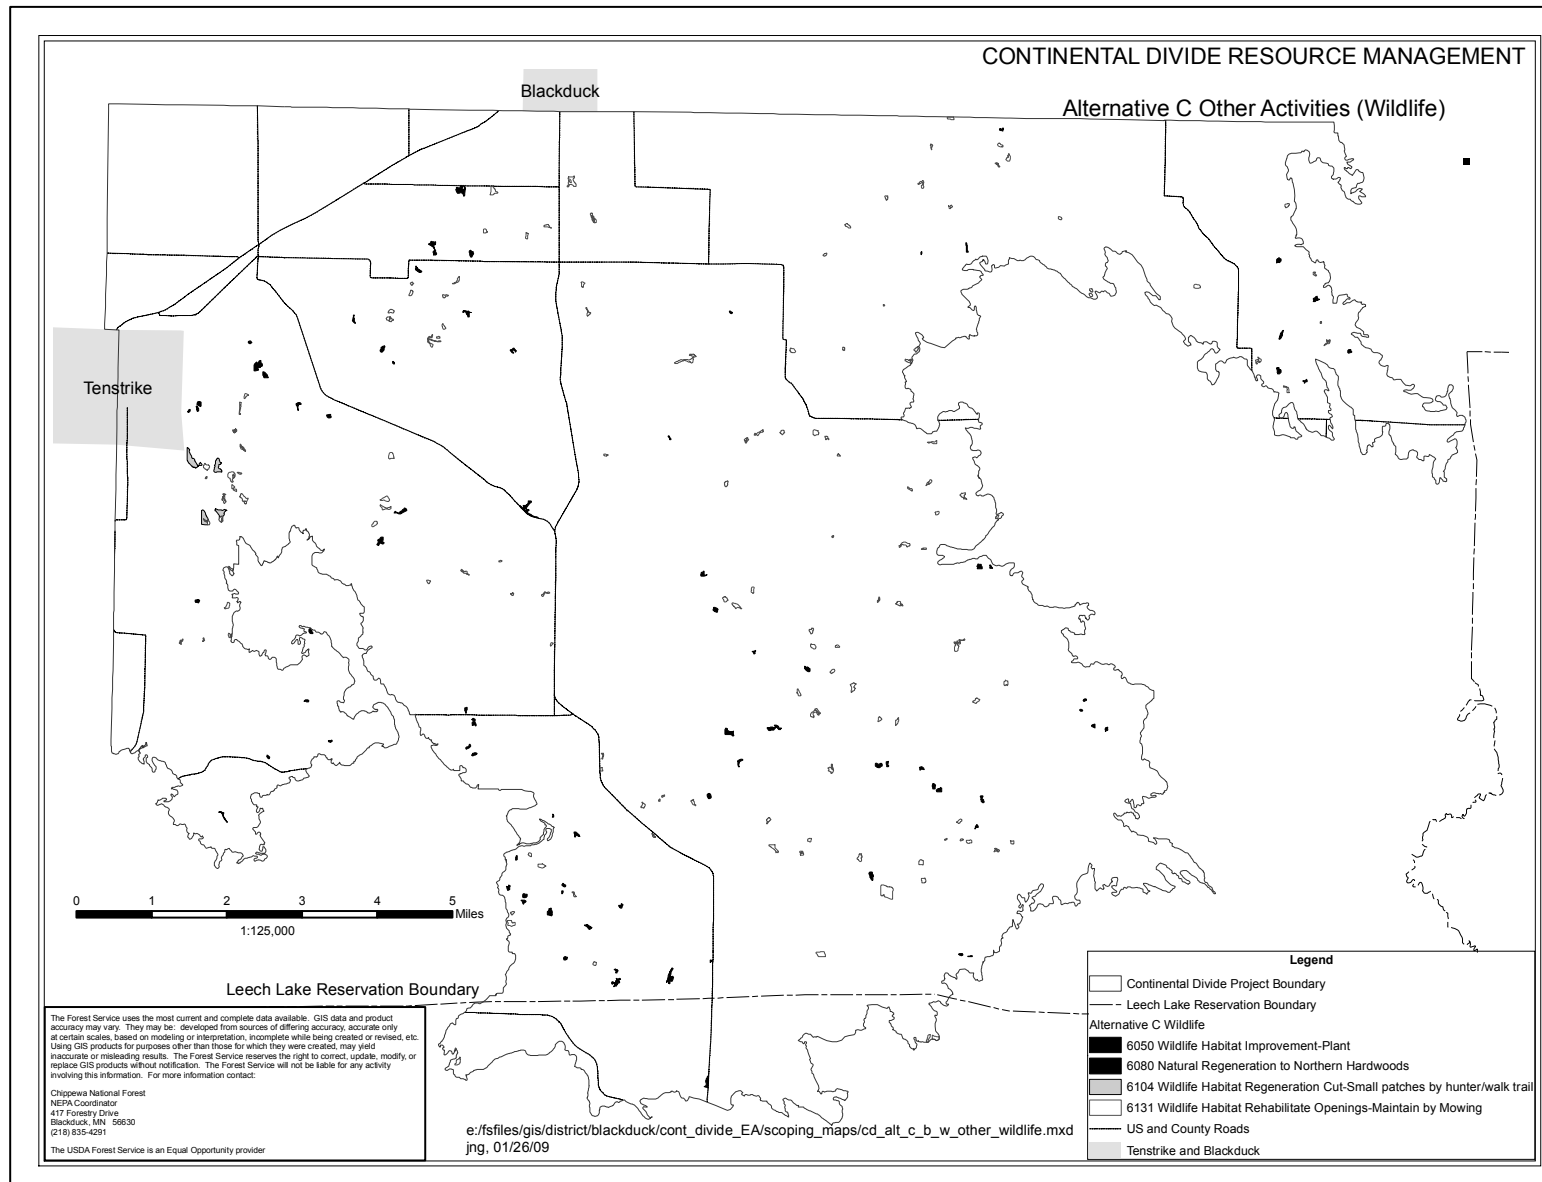 CONTINENTAL DIVIDE RESOURCE MANAGEMENT
Alternative C Other Activities (Wildlife)
Blackduck
Tenstrike
0 1 2 3 4 5
Miles
1:125,000
Leech Lake Reservation Boundary
The Forest Service uses the most current and complete data available. GIS data and product
accuracy may vary. They may be: developed from sources of differing accuracy, accurate only
at certain scales, based on modeling or interpretation, incomplete while being created or revised, etc.
Using GIS products for purposes other than those for which they were created, may yield
inaccurate or misleading results. The Forest Service reserves the right to correct, update, modify, or
replace GIS products without notification. The Forest Service will not be liable for any activity
involving this information. For more information contact:
Chippewa National Forest
NEPA Coordinator
417 Forestry Drive
Blackduck, MN 56630
(218) 835-4291
The USDA Forest Service is an Equal Opportunity provider
e:/fsfiles/gis/district/blackduck/cont_divide_EA/scoping_maps/cd_alt_c_b_w_other_wildlife.mxd
jng, 01/26/09
Legend
Continental Divide Project Boundary
Leech Lake Reservation Boundary
Alternative C Wildlife
6050 Wildlife Habitat Improvement-Plant
6080 Natural Regeneration to Northern Hardwoods
6104 Wildlife Habitat Regeneration Cut-Small patches by hunter/walk trail
6131 Wildlife Habitat Rehabilitate Openings-Maintain by Mowing
US and County Roads
Tenstrike and Blackduck